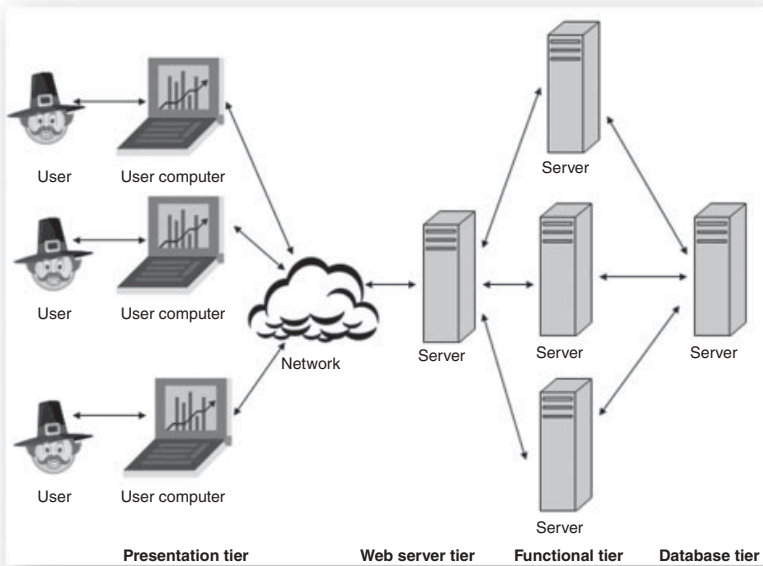 Server
User
User computer
User
User computer
Network
Server
Server
Server
User
User computer
Server
Presentation tier
Web server tier
Functional tier
Database tier